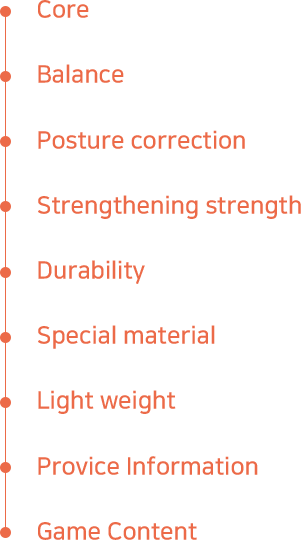 Core
Balance
Posture correction
Strengthening strength
Durability
Special material
Light weight
Provice Information
Game Content